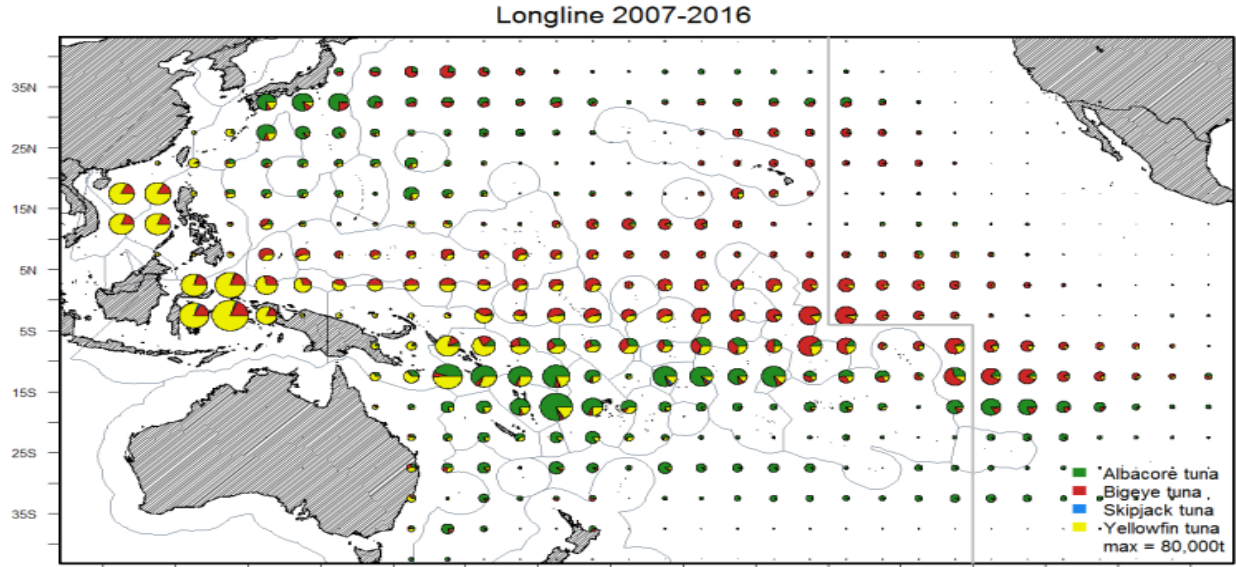 Longline 2007-2016
35N
25N
15N
5N
5S
15S
25S
35S
Albacore tuna
Bigeye tuna
Skipjack tuna
Yellowfin tuna
max = 80,000t